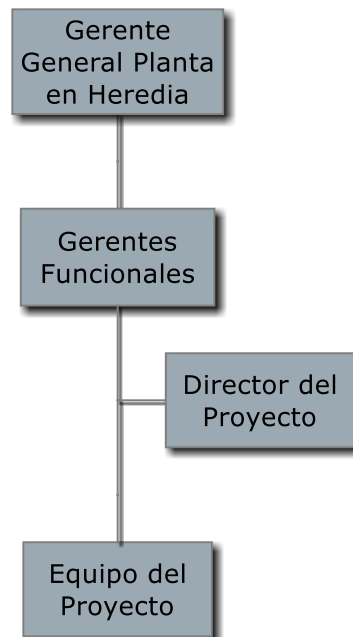 Gerente
General Planta
en Heredia
Gerentes
Funcionales
Director del
Proyecto
Equipo del
Proyecto